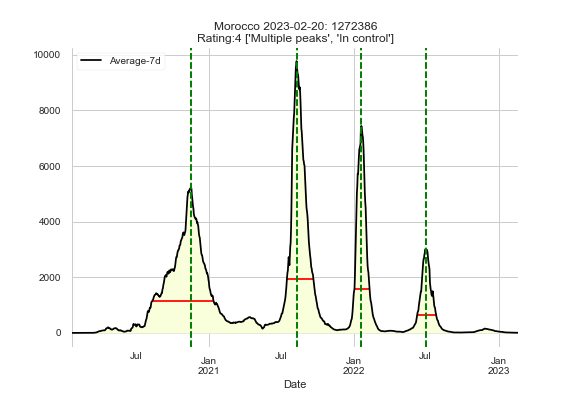 Morocco 2023-02-20: 1272386
Rating:4 ['Multiple peaks', 'In control']
Average-7d
10000
8000
6000
4000
2000
0
Jul
Jan
2021
Jul
Jan
2022
Jul
Jan
2023
Date